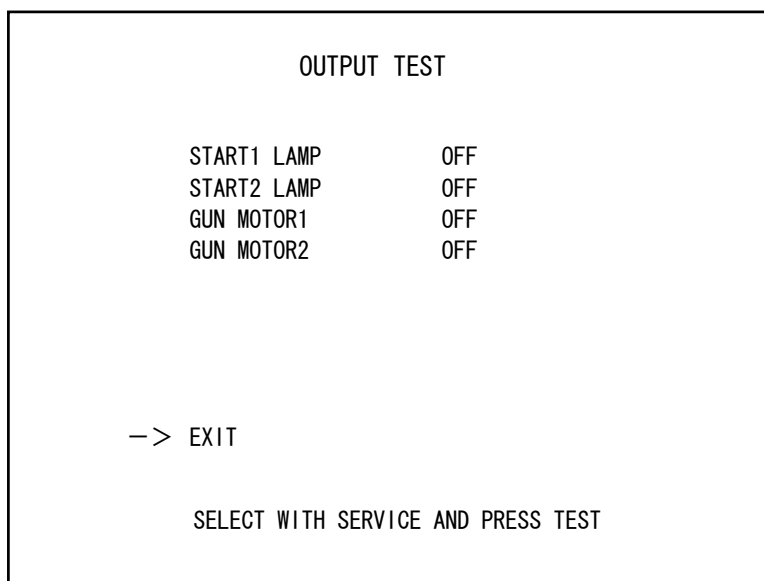 OUTPUT TEST
START1 LAMP OFF
START2 LAMP OFF
GUN MOTOR1 OFF
GUN MOTOR2 OFF
-> EXIT
SELECT WITH SERVICE AND PRESS TEST